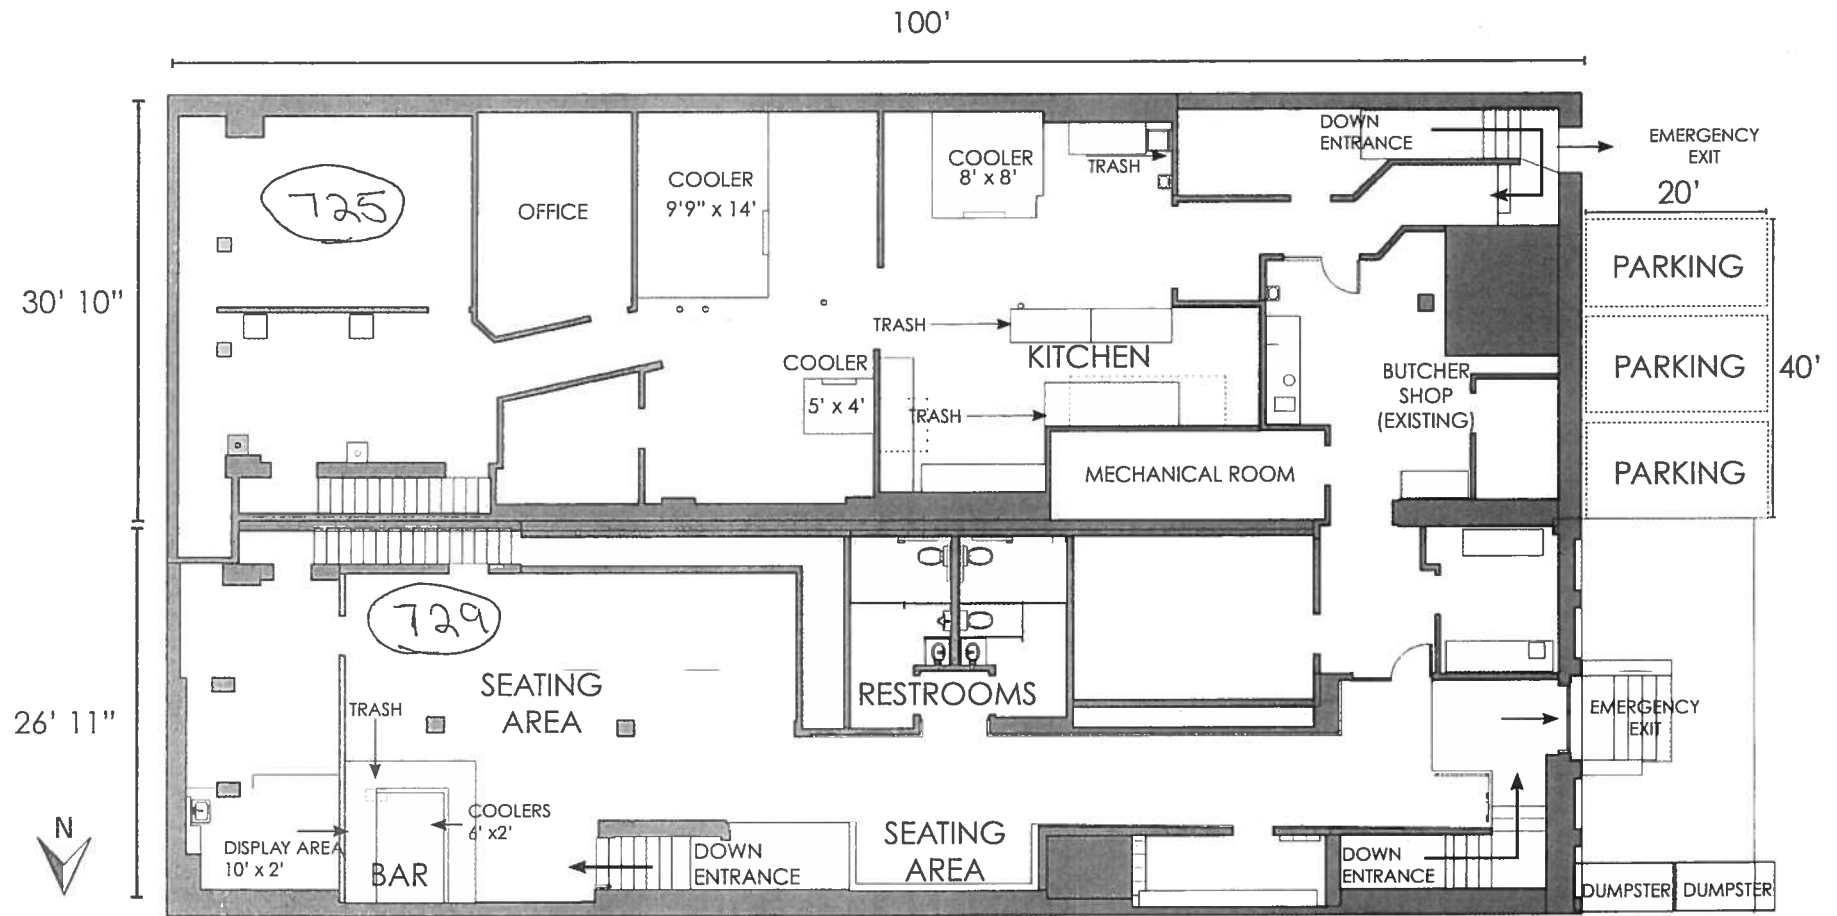 100'
DOWN
ENTRANCE
EMERGENCY
EXIT
TRASH
COOLER
8' x 8'
COOLER
9'9" x 14'
725
OFFICE
20'
PARKING
30' 10"
TRASH
KITCHEN
COOLER
5' x 4'
TRASH
BUTCHER
SHOP
(EXISTING)
PARKING
40'
MECHANICAL ROOM
PARKING
729
SEATING
AREA
RESTROOMS
TRASH
26' 11"
EMERGENCY
EXIT
COOLERS
6' x2'
N
DISPLAY AREA
10' x 2'
BAR
DOWN
ENTRANCE
SEATING
AREA
DOWN
ENTRANCE
DUMPSTER
DUMPSTER